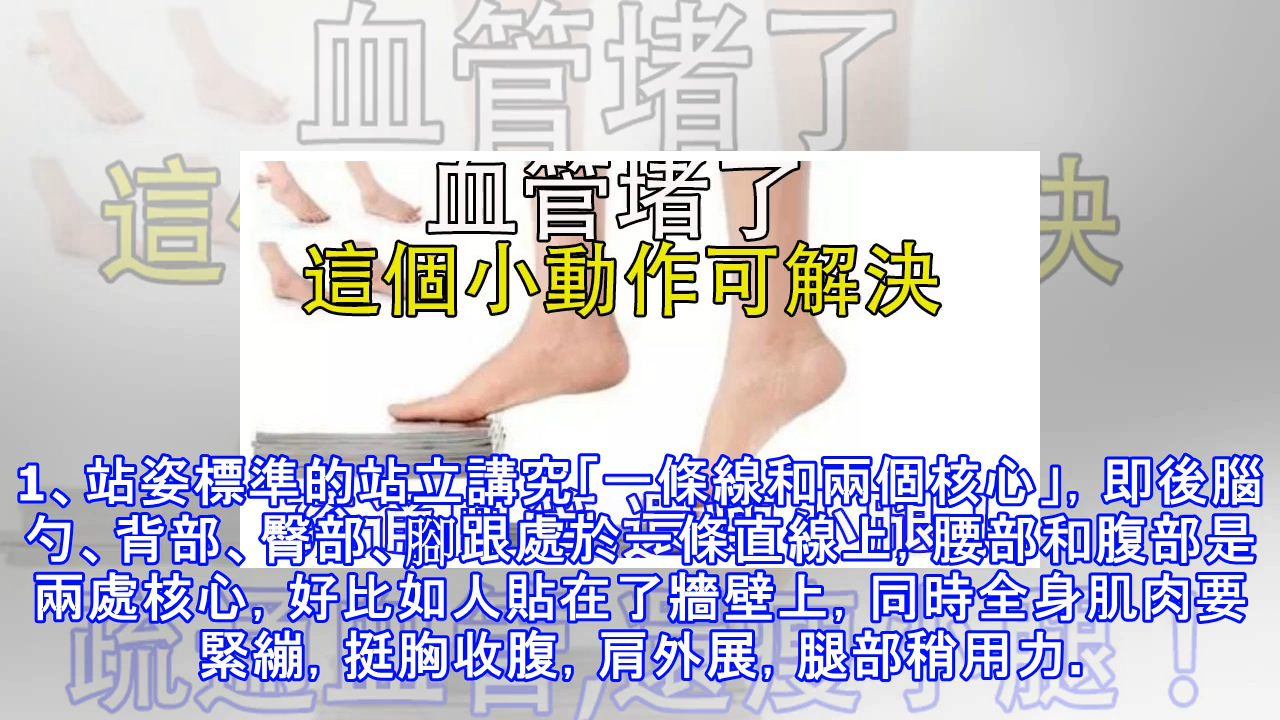 血管堵了
血管堵了
這個小動作可解決
1、站姿標準的站立講究「一條線和兩個核心」, 即後腦
勺、背部、臀部、腳跟處於一條直線上, 腰部和腹部是
兩處核心, 好比如人貼在了牆壁上, 同時全身肌肉要
緊繃, 挺胸收腹, 肩外展, 腿部稍用力.